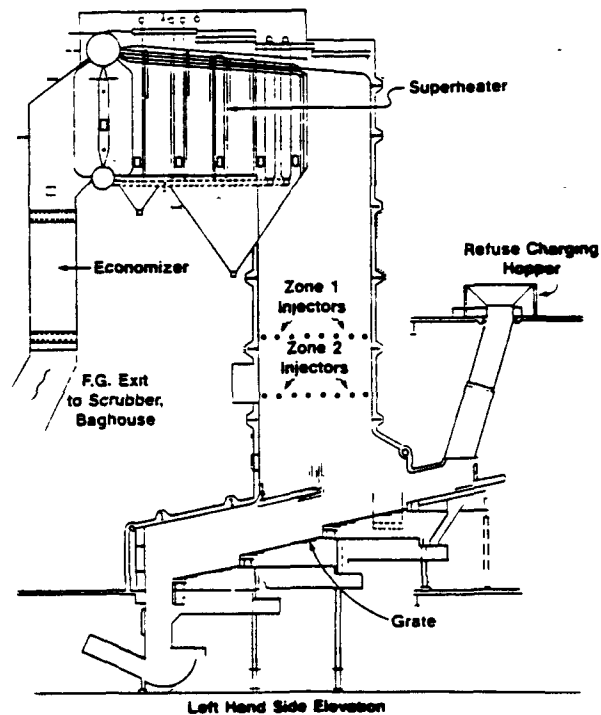 Superheater
Refuse Charging
Hopper
Economizer
Zone 1
Injectors
Zone 2
Injectors
F.G. Exit
to Scrubber,
Baghouse
Grate
Left Hand Side Elevation